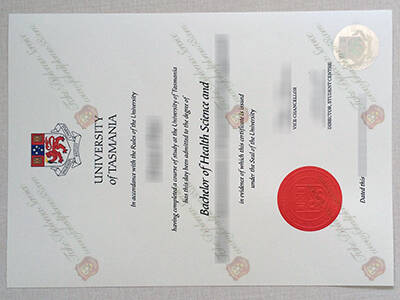 UNIVERSITY
of TASMANIA
In accordance with the Rules of the University
having completed a course of study at the University of Tasmania
has this day been admitted to the degree of
Bachelor of Health Science and
in evidence of which this certificate is issued
under the Seal of the University
VICE-CHANCELLOR
DIRECTOR, STUDENT CENTRE
Dated this